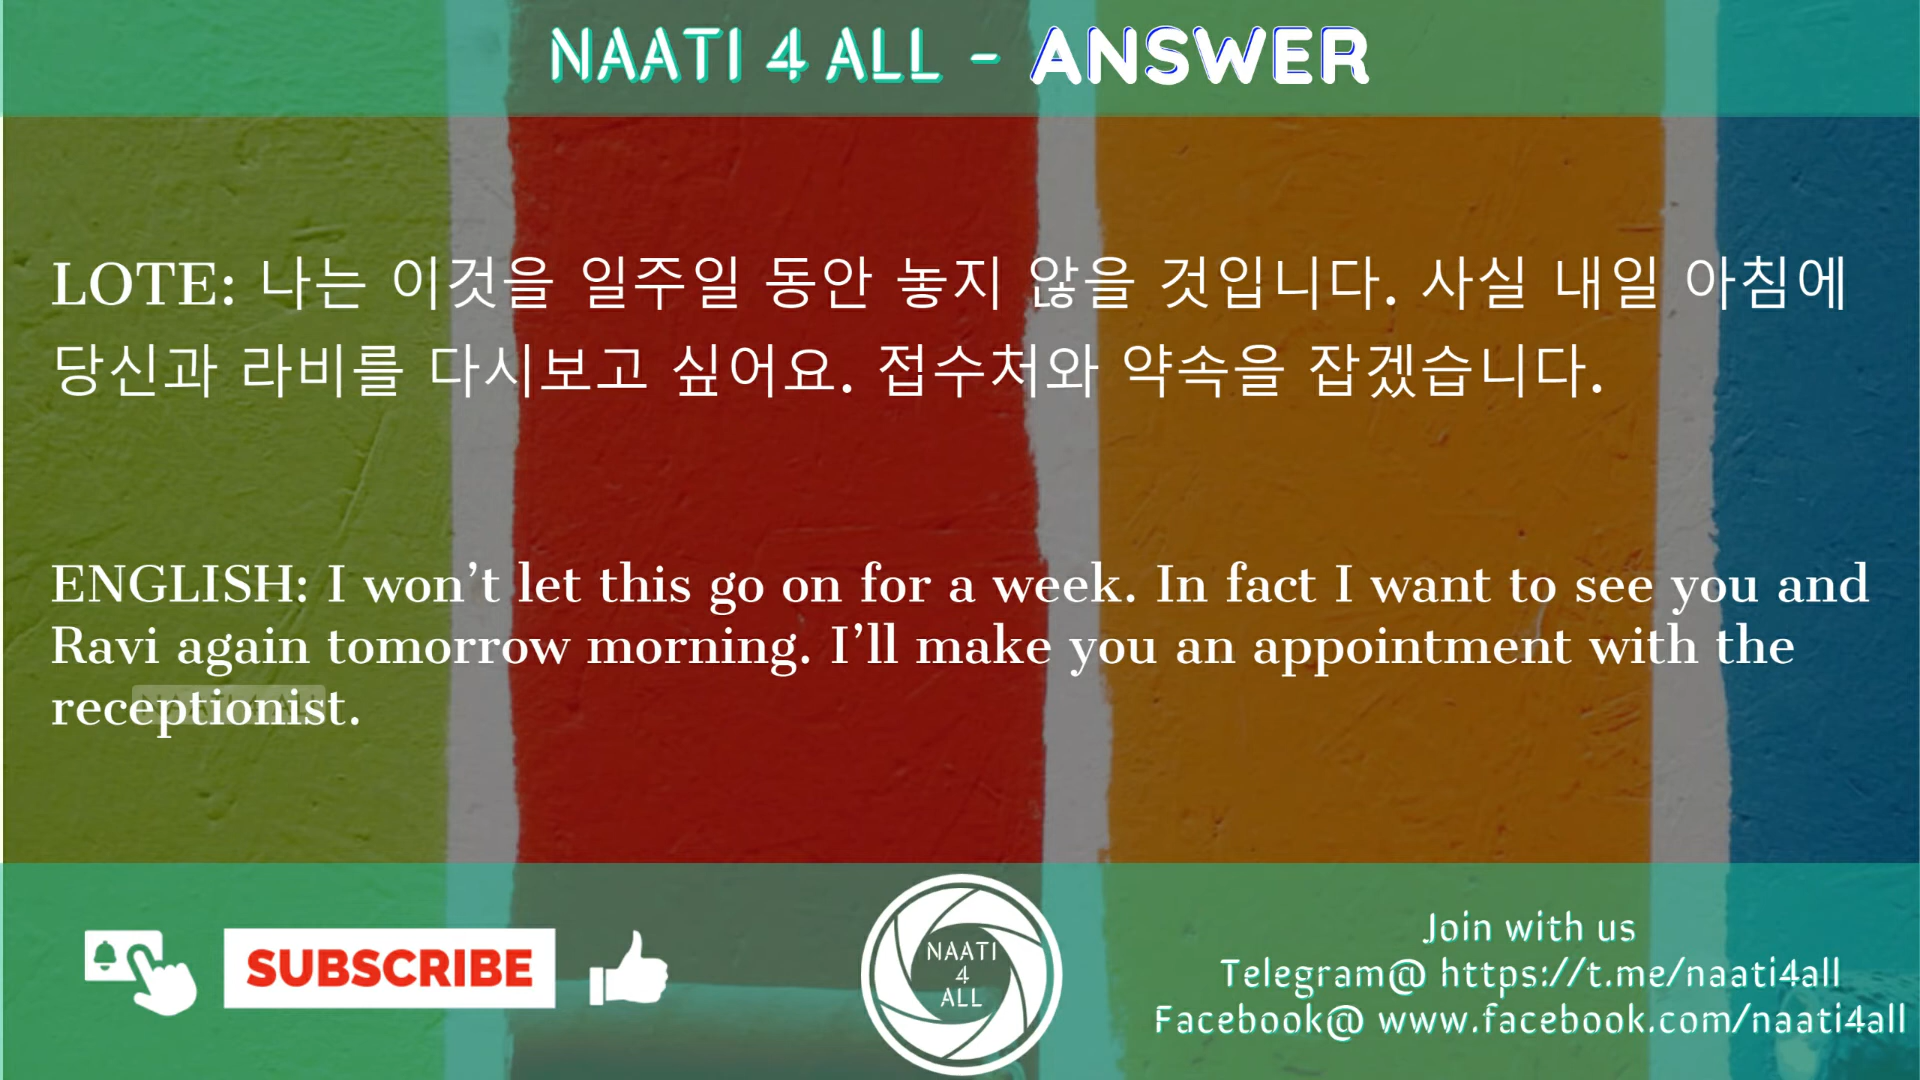 NAATI 4 ALL - ANSWER
LOTE: 나는 이것을 일주일 동안 놓지 않을 것입니다. 사실 내일 아침에
당신과 라비를 다시보고 싶어요. 접수처와 약속을 잡겠습니다.
ENGLISH: I won’t let this go on for a week. In fact I want to see you and
Ravi again tomorrow morning. I’ll make you an appointment with the
receptionist.
NAATI 4 ALL
SUBSCRIBE
NAATI
4
ALL
Join with us
Telegram@ https://t.me/naati4all
Facebook@ www.facebook.com/naati4all